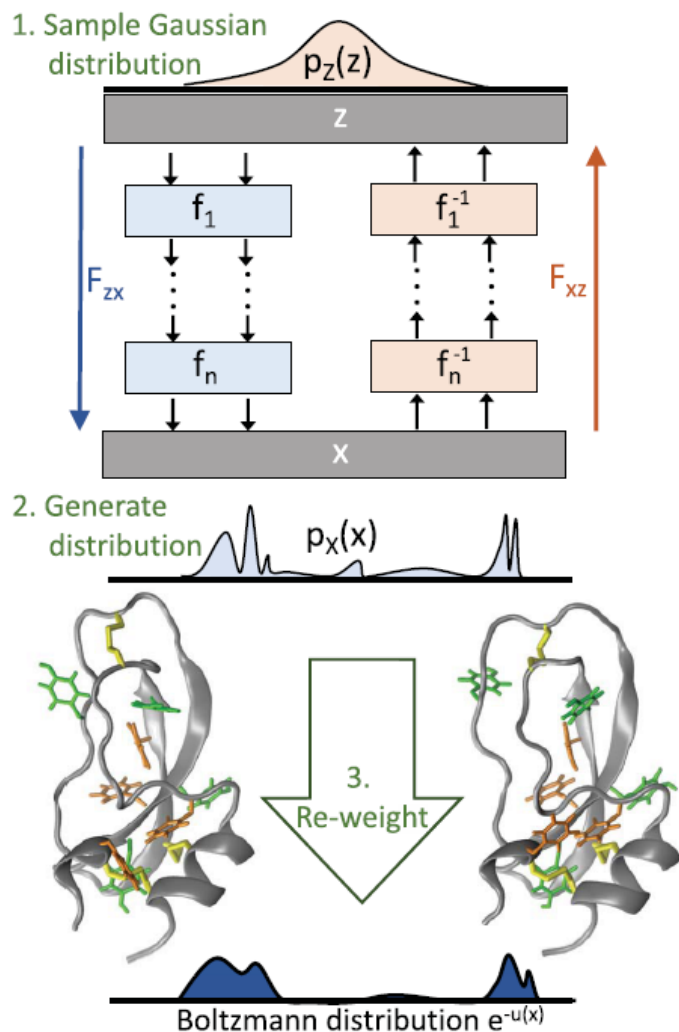 1. Sample Gaussian
distribution
p_Z(z)
z
f_1
f_1^-1
F_zx
F_xz
f_n
f_n^-1
x
2. Generate
distribution
p_X(x)
3.
Re-weight
Boltzmann distribution e^-u(x)